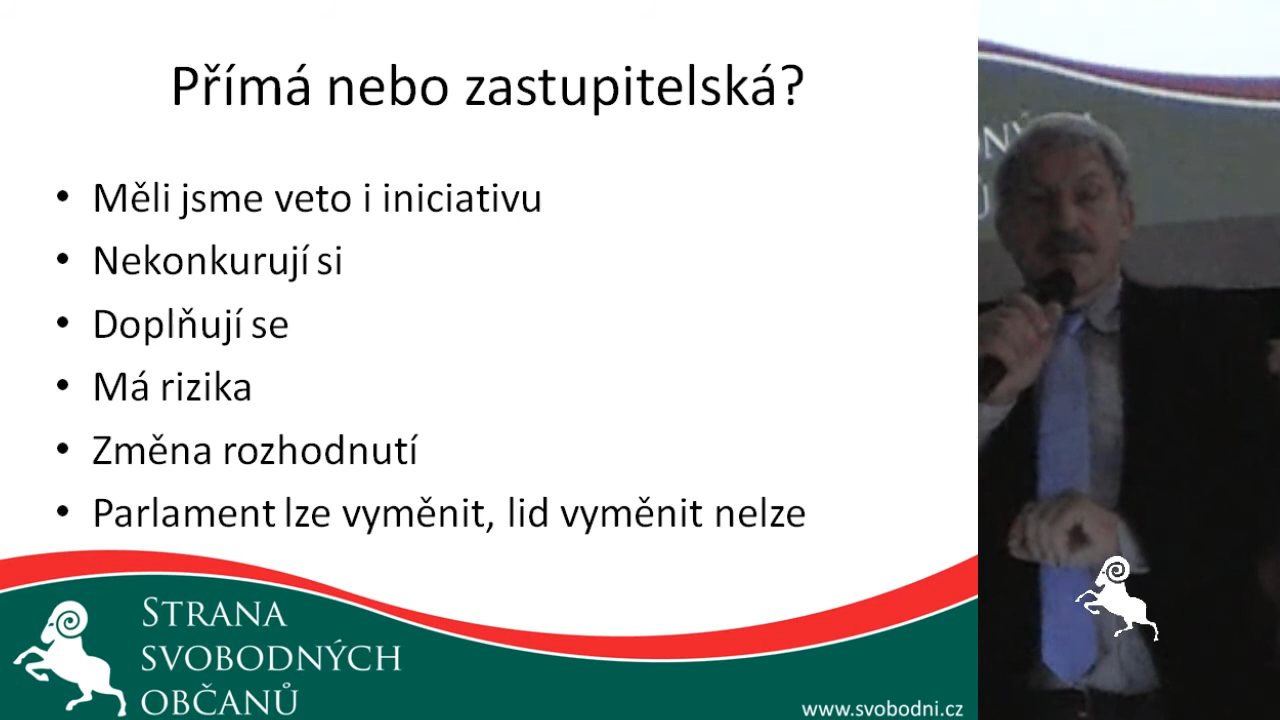 Přímá nebo zastupitelská?
• Měli jsme veto i iniciativu
• Nekonkurují si
• Doplňují se
• Má rizika
• Změna rozhodnutí
• Parlament lze vyměnit, lid vyměnit nelze
STRANA
SVOBODNÝCH
OBČANŮ
www.svobodni.cz